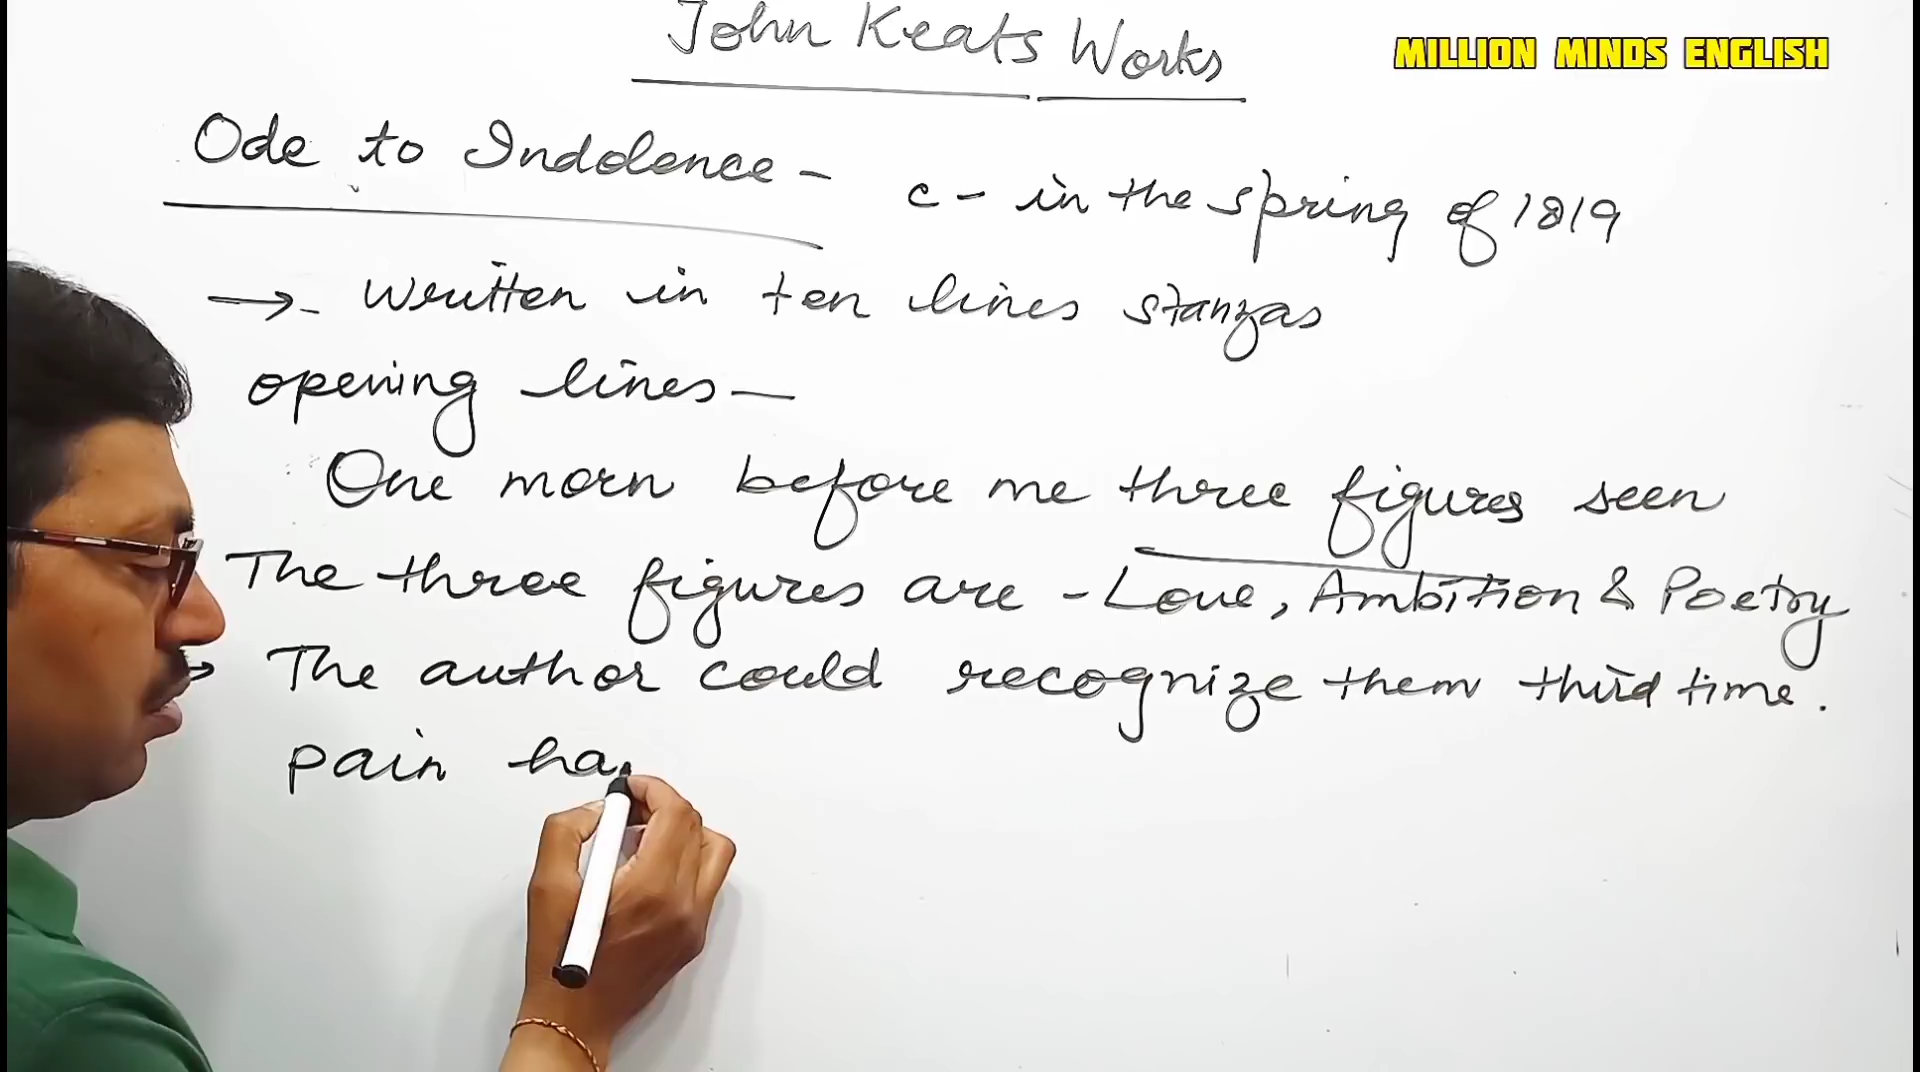 John Keats Works
MILLION MINDS ENGLISH
Ode to Indolence -
c - in the spring of 1819
→ - written in ten lines stanzas
opening lines —
One morn before me three figures seen
The three figures are - Love, Ambition & Poetry
→ The author could recognize them third time.
pain ha